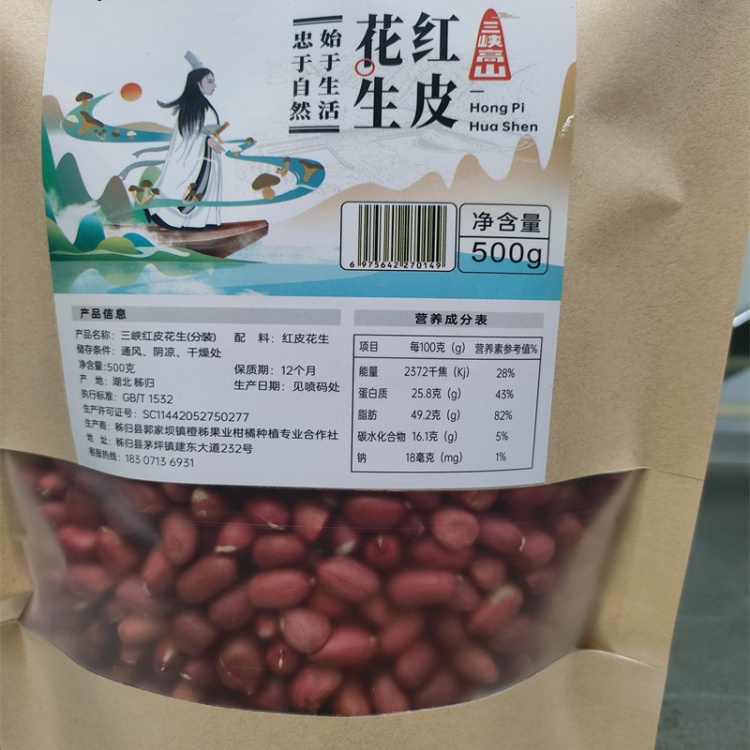 三峡高山
红皮
花生
Hong Pi
Hua Shen
始于生活
忠于自然
6 975642 270149
净含量
500g
产品信息
产品名称：三峡红皮花生(分装) 配 料：红皮花生
储存条件：通风、阴凉、干燥处
净含量:500克 保质期：12个月
产 地：湖北 秭归 生产日期：见喷码处
执行标准：GB/T 1532
生产许可证号：SC11442052750277
生产商：秭归县郭家坝镇橙秭果业柑橘种植专业合作社
地 址：秭归县茅坪镇建东大道232号
客服热线：183 0713 6931
营养成分表
项目 每100克（g） 营养素参考值%
能量 2372千焦（Kj） 28%
蛋白质 25.8克（g） 43%
脂肪 49.2克（g） 82%
碳水化合物 16.1克（g） 5%
钠 18毫克（mg） 1%